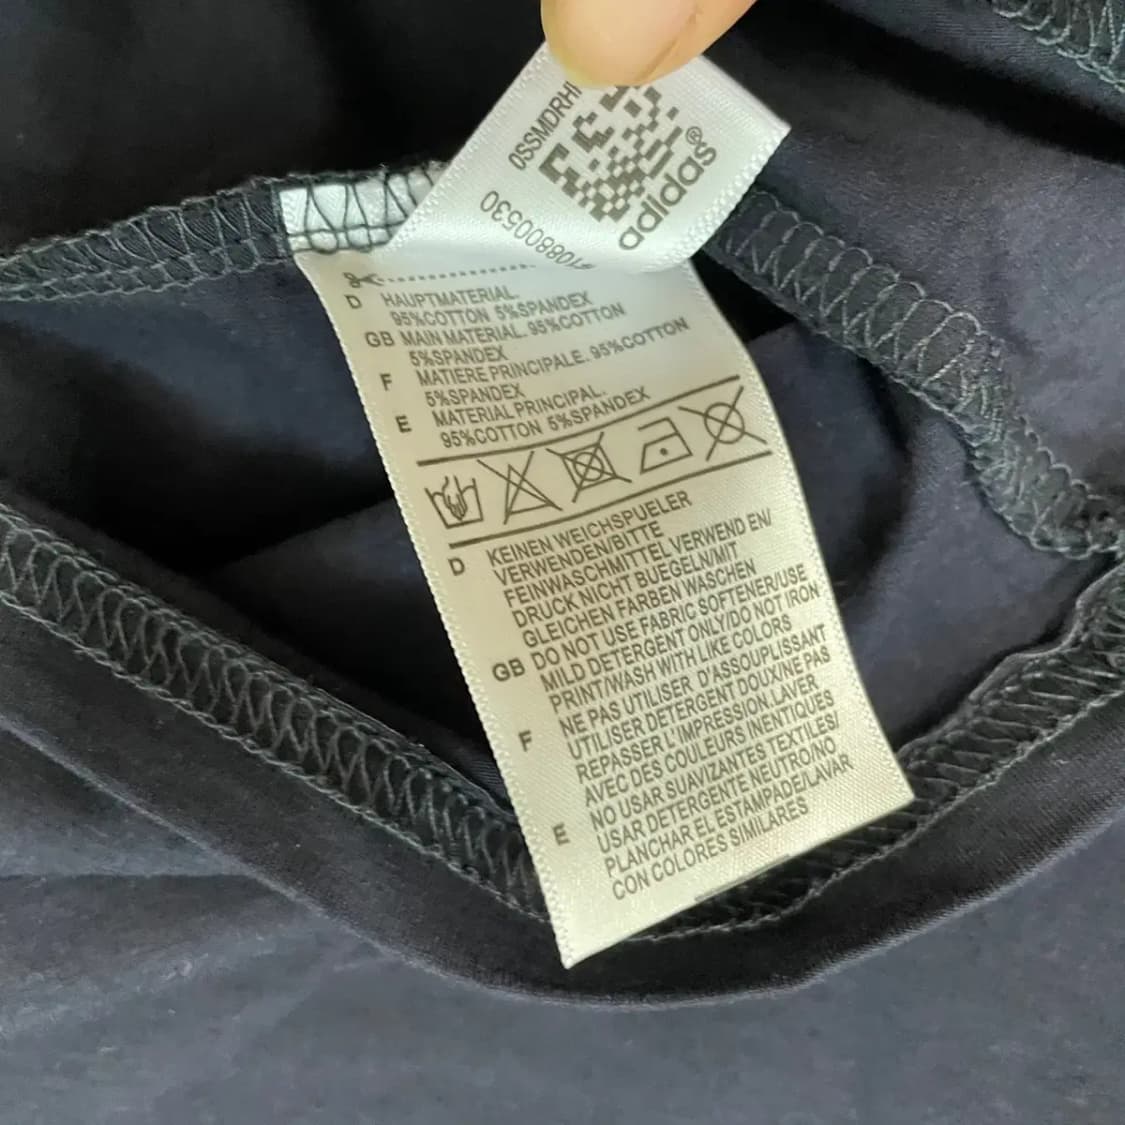 0SSMDRH
108800530
adidas®
D HAUPTMATERIAL.
95%COTTON 5%SPANDEX
GB MAIN MATERIAL. 95%COTTON
5%SPANDEX
F MATIERE PRINCIPALE. 95%COTTON
5%SPANDEX
E MATERIAL PRINCIPAL.
95%COTTON 5%SPANDEX
D KEINEN WEICHSPUELER
VERWENDEN/BITTE
FEINWASCHMITTEL VERWEND EN/
DRUCK NICHT BUEGELN/MIT
GLEICHEN FARBEN WASCHEN
GB DO NOT USE FABRIC SOFTENER/USE
MILD DETERGENT ONLY/DO NOT IRON
PRINT/WASH WITH LIKE COLORS
F NE PAS UTILISER D'ASSOUPLISSANT
UTILISER DETERGENT DOUX/NE PAS
REPASSER L'IMPRESSION.LAVER
AVEC DES COULEURS INENTIQUES
E NO USAR SUAVIZANTES TEXTILES/
USAR DETERGENTE NEUTRO/NO
PLANCHAR EL ESTAMPADE/LAVAR
CON COLORES SIMILARES